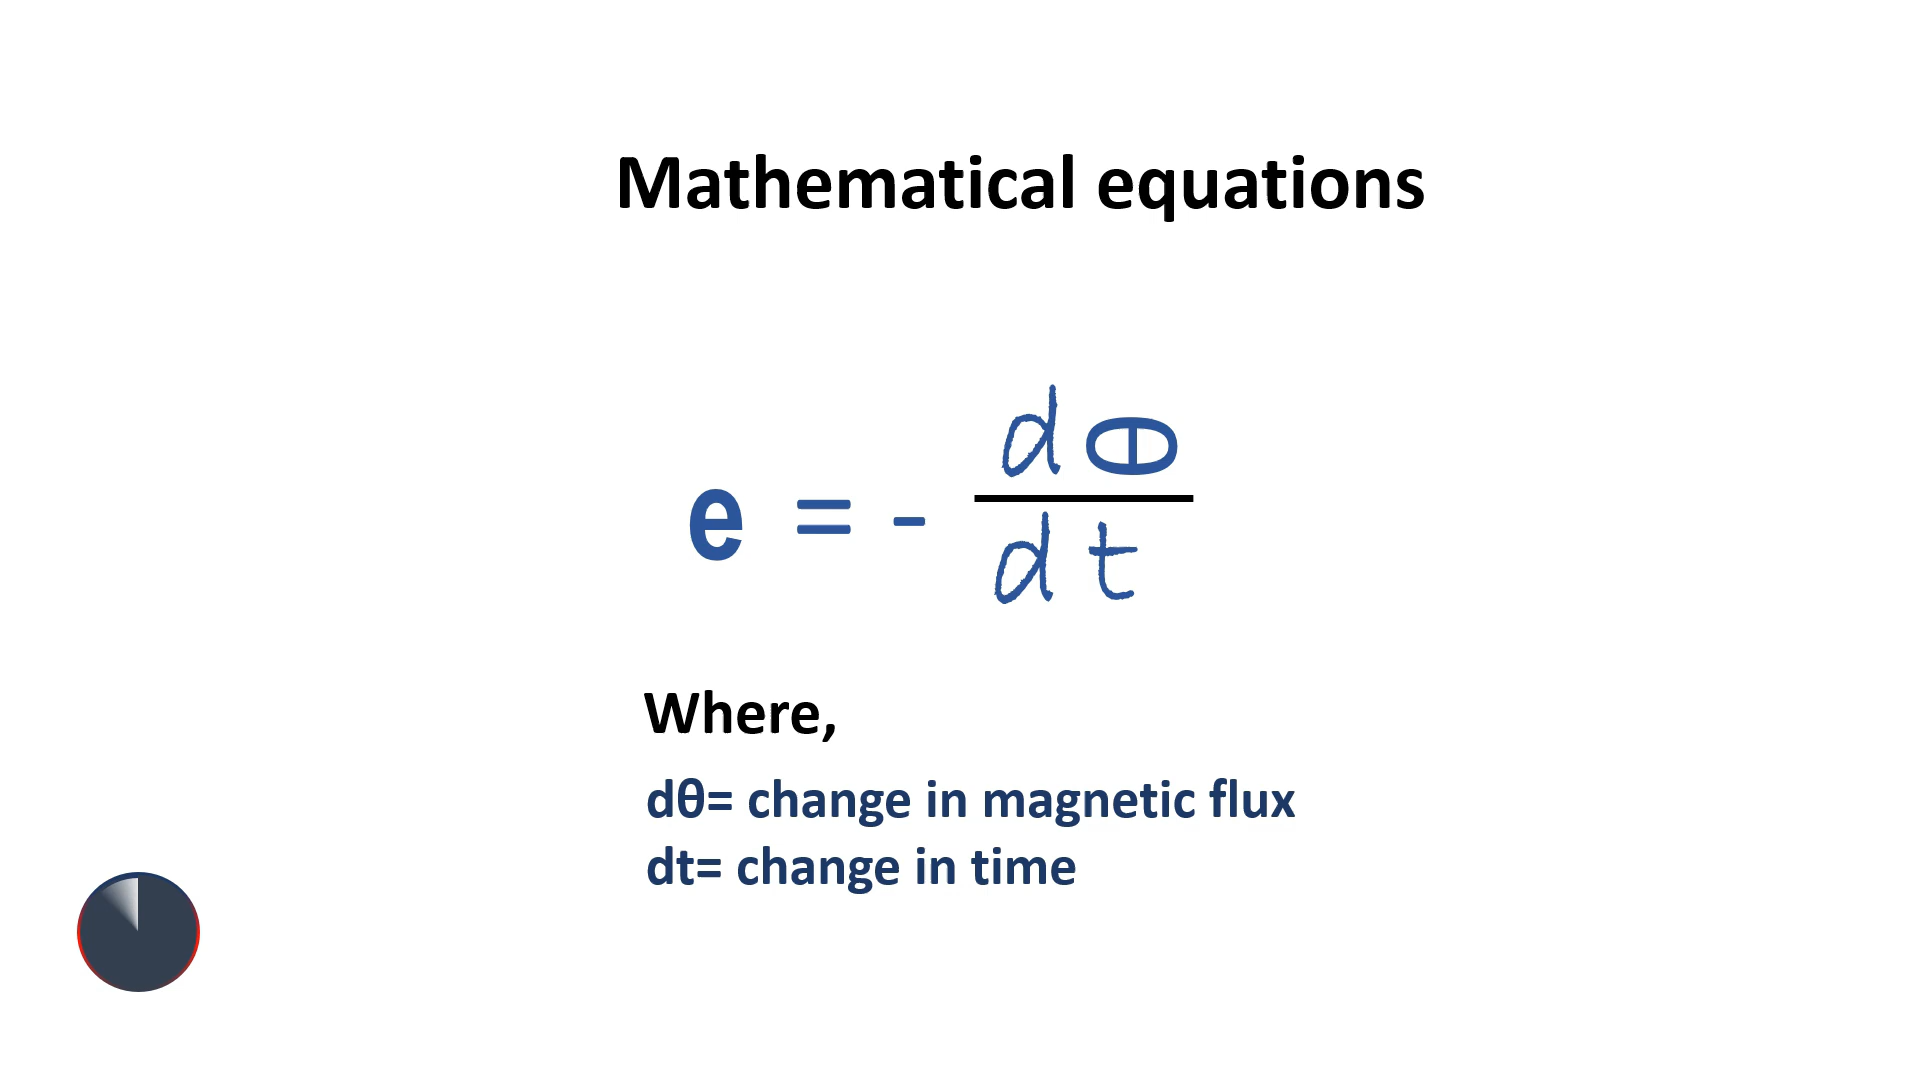 Mathematical equations
e = - dΦ/dt
Where,
dθ= change in magnetic flux
dt= change in time